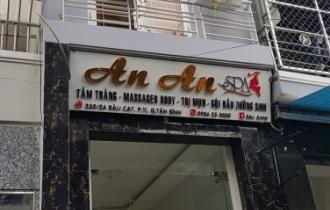 An An SPA
TẮM TRẮNG - MASSAGES BODY - TRỊ MỤN - GỘI ĐẦU DƯỠNG SINH
BÀU CÁT, P.11, Q.TÂN BÌNH